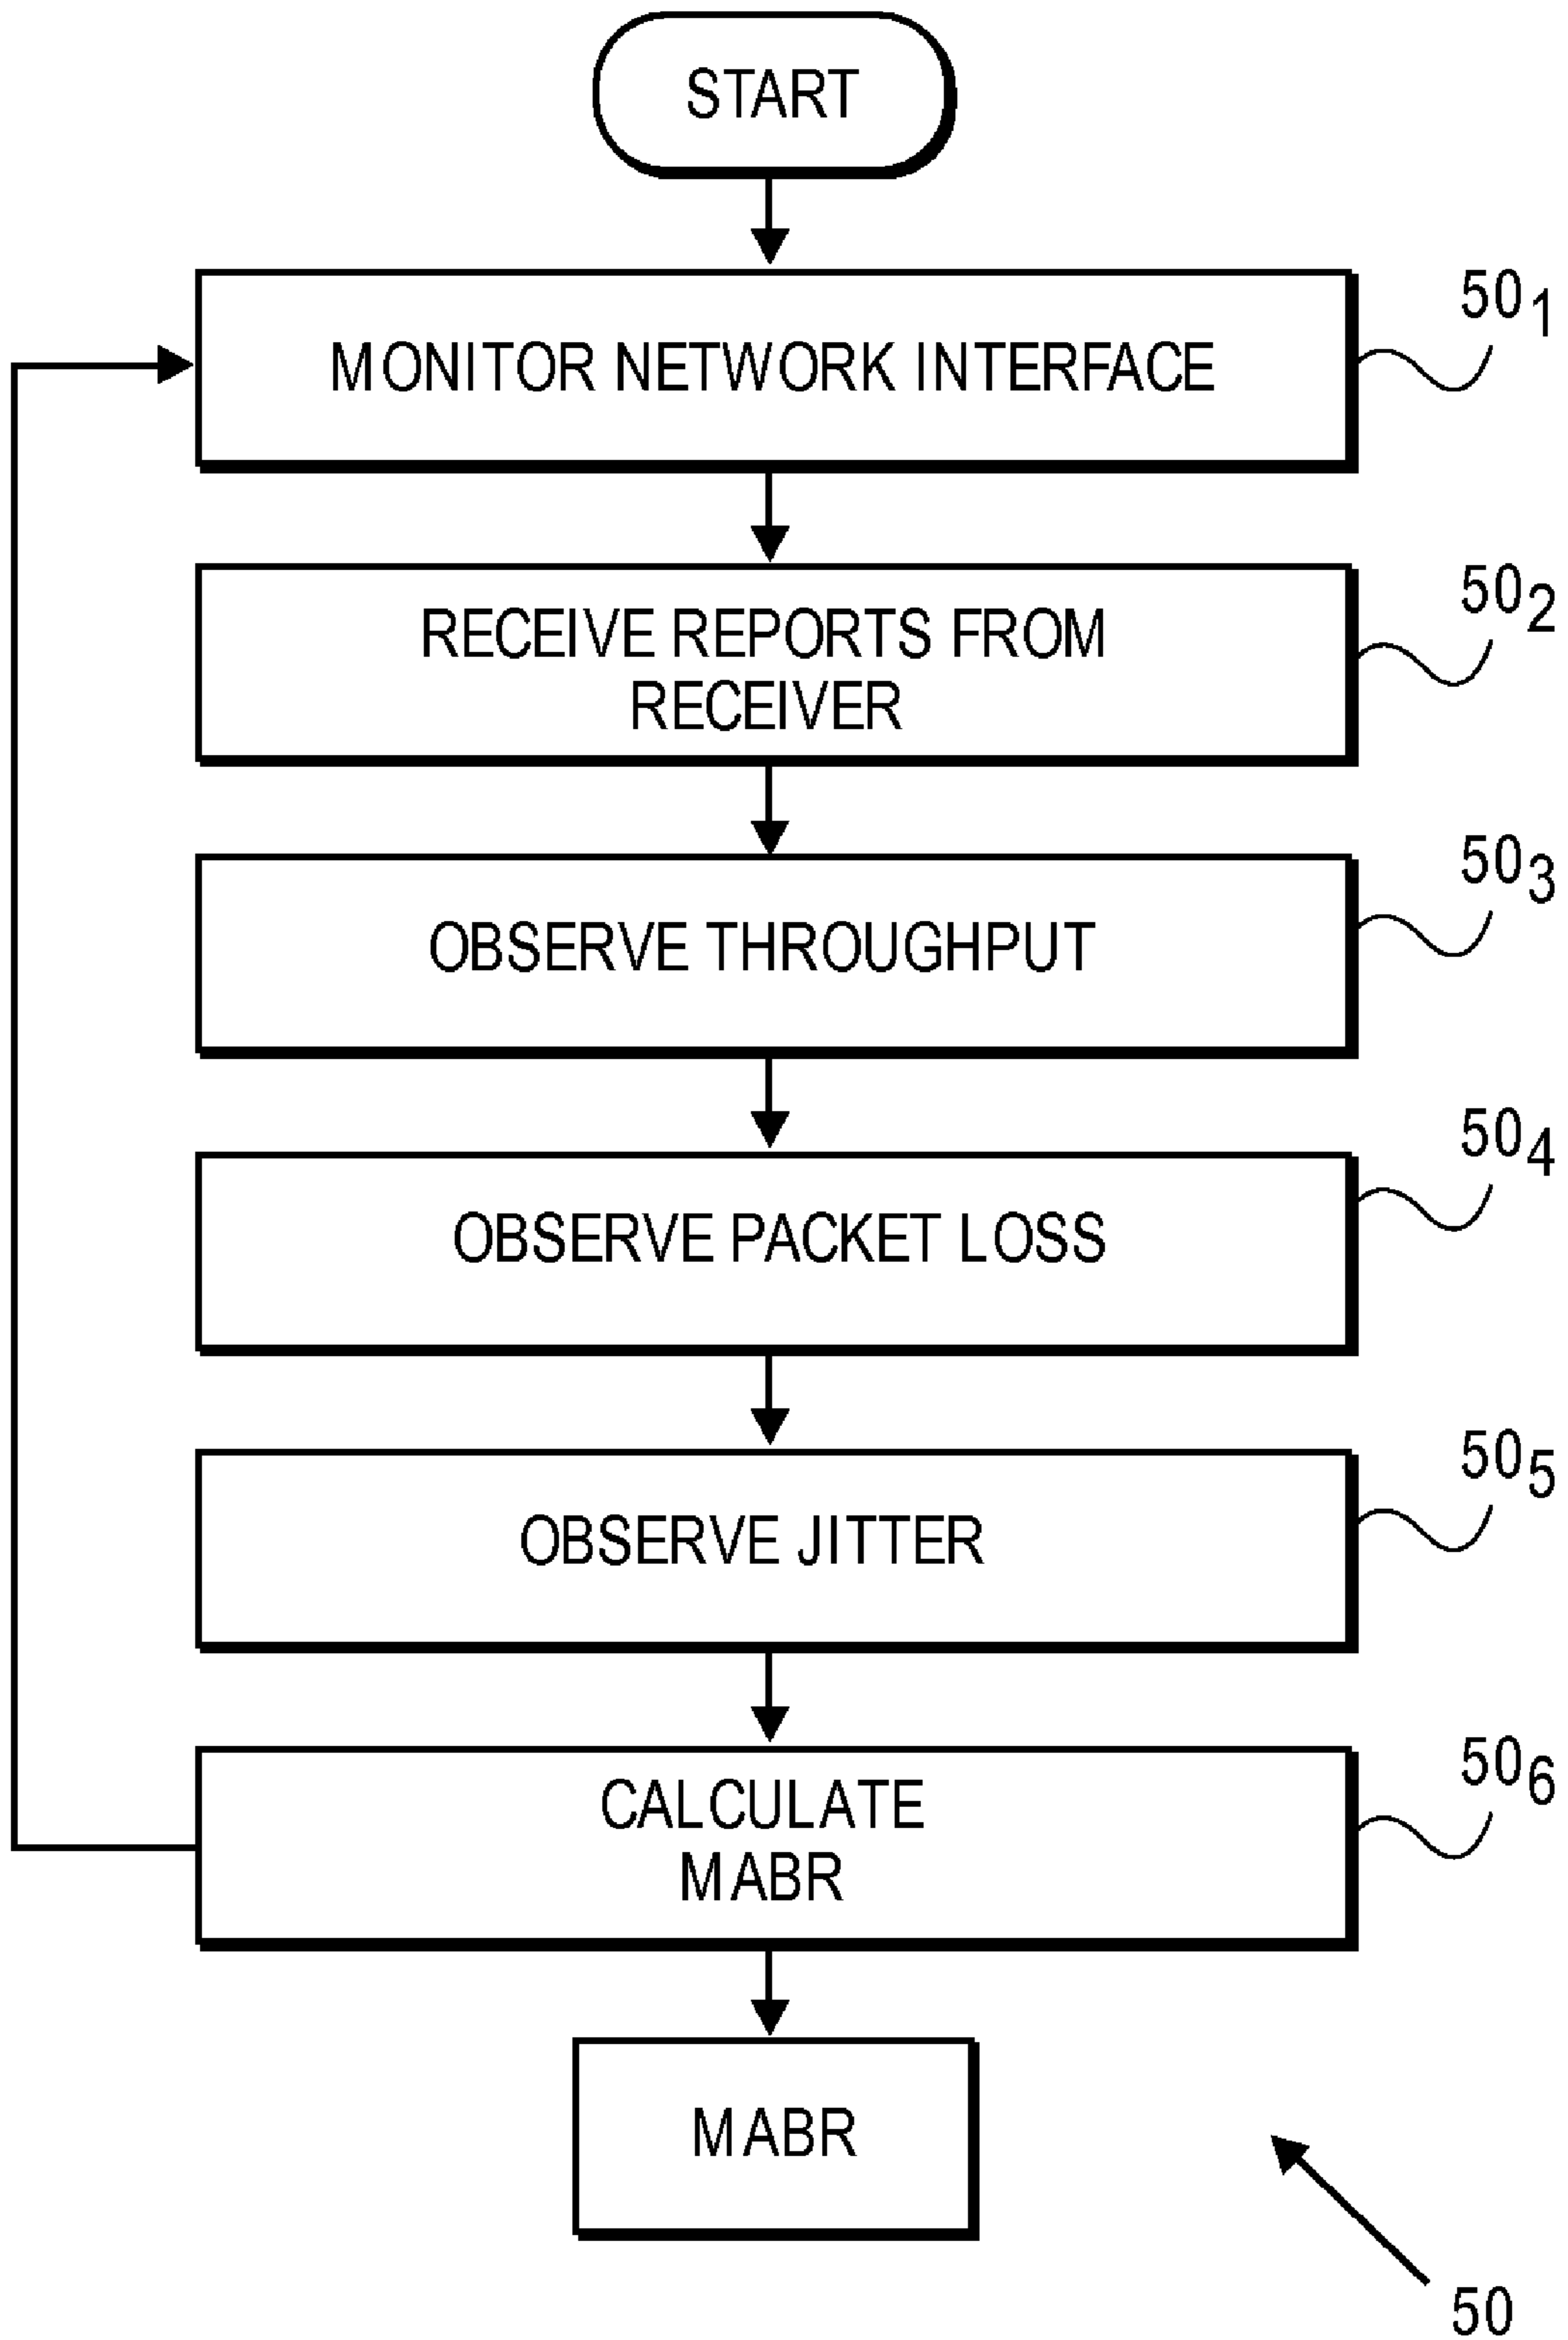 START
MONITOR NETWORK INTERFACE
50₁
RECEIVE REPORTS FROM
RECEIVER
50₂
OBSERVE THROUGHPUT
50₃
OBSERVE PACKET LOSS
50₄
OBSERVE JITTER
50₅
CALCULATE
MABR
50₆
MABR
50